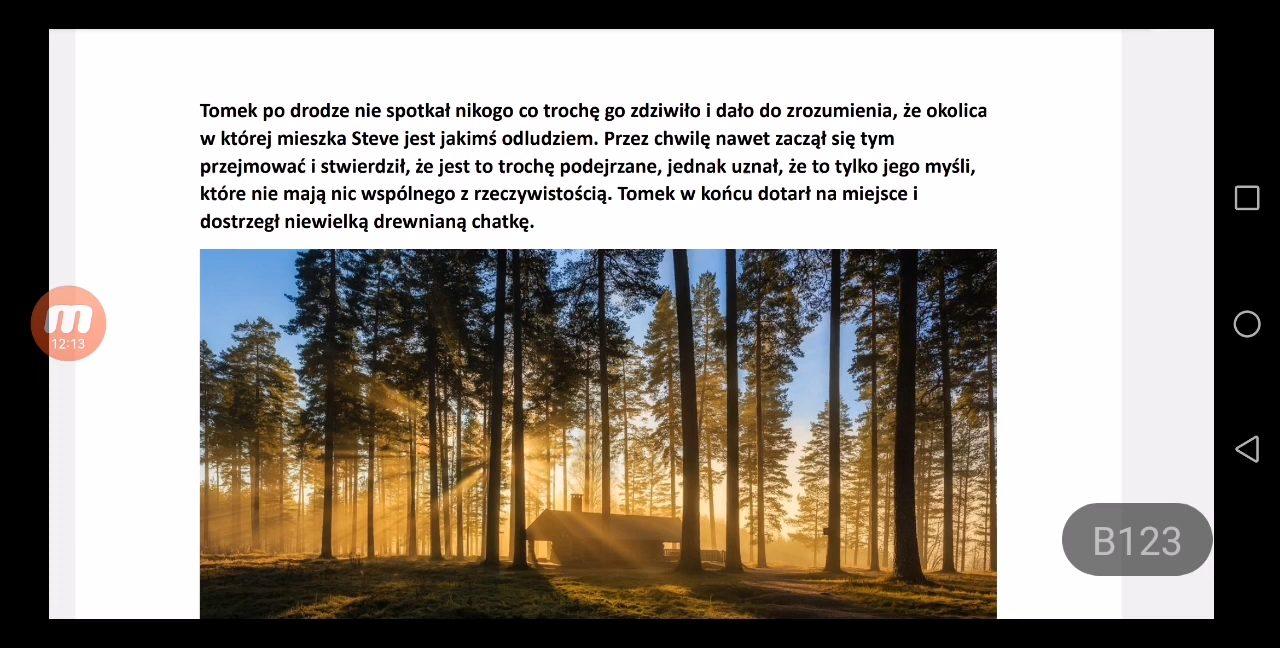 Tomek po drodze nie spotkał nikogo co trochę go zdziwiło i dało do zrozumienia, że okolica
w której mieszka Steve jest jakimś odludziem. Przez chwilę nawet zaczął się tym
przejmować i stwierdził, że jest to trochę podejrzane, jednak uznał, że to tylko jego myśli,
które nie mają nic wspólnego z rzeczywistością. Tomek w końcu dotarł na miejsce i
dostrzegł niewielką drewnianą chatkę.
m
12:13
B123